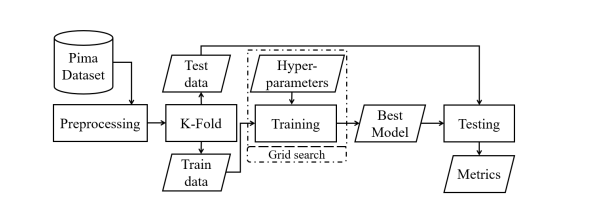 Pima
Dataset
Test
data
Hyper-
parameters
Preprocessing
K-Fold
Training
Best
Model
Testing
Grid search
Train
data
Metrics